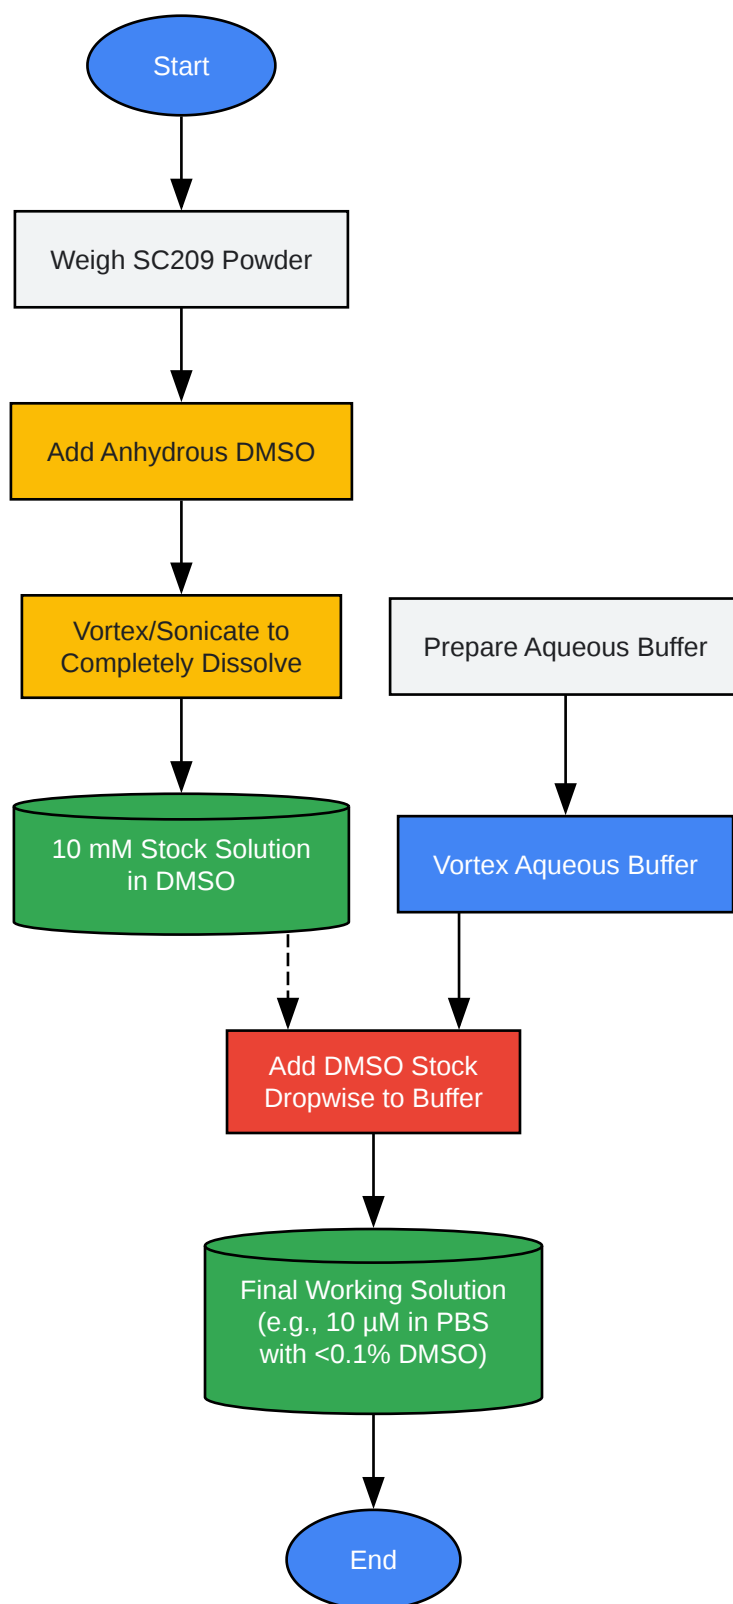 Start
Weigh SC209 Powder
Add Anhydrous DMSO
Vortex/Sonicate to
Completely Dissolve
Prepare Aqueous Buffer
10 mM Stock Solution
in DMSO
Vortex Aqueous Buffer
Add DMSO Stock
Dropwise to Buffer
Final Working Solution
(e.g., 10 µM in PBS
with <0.1% DMSO)
End